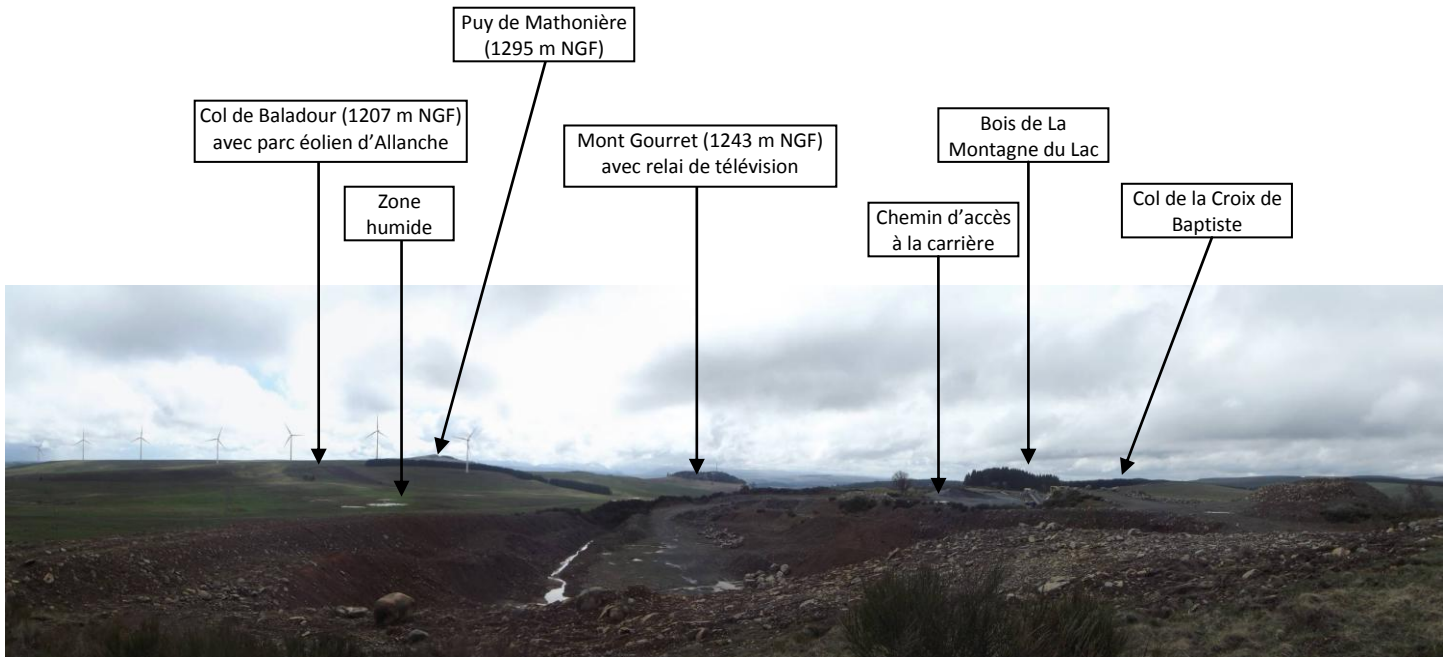 Puy de Mathonière
(1295 m NGF)
Col de Baladour (1207 m NGF)
avec parc éolien d’Allanche
Mont Gourret (1243 m NGF)
avec relai de télévision
Bois de La
Montagne du Lac
Zone
humide
Chemin d’accès
à la carrière
Col de la Croix de
Baptiste